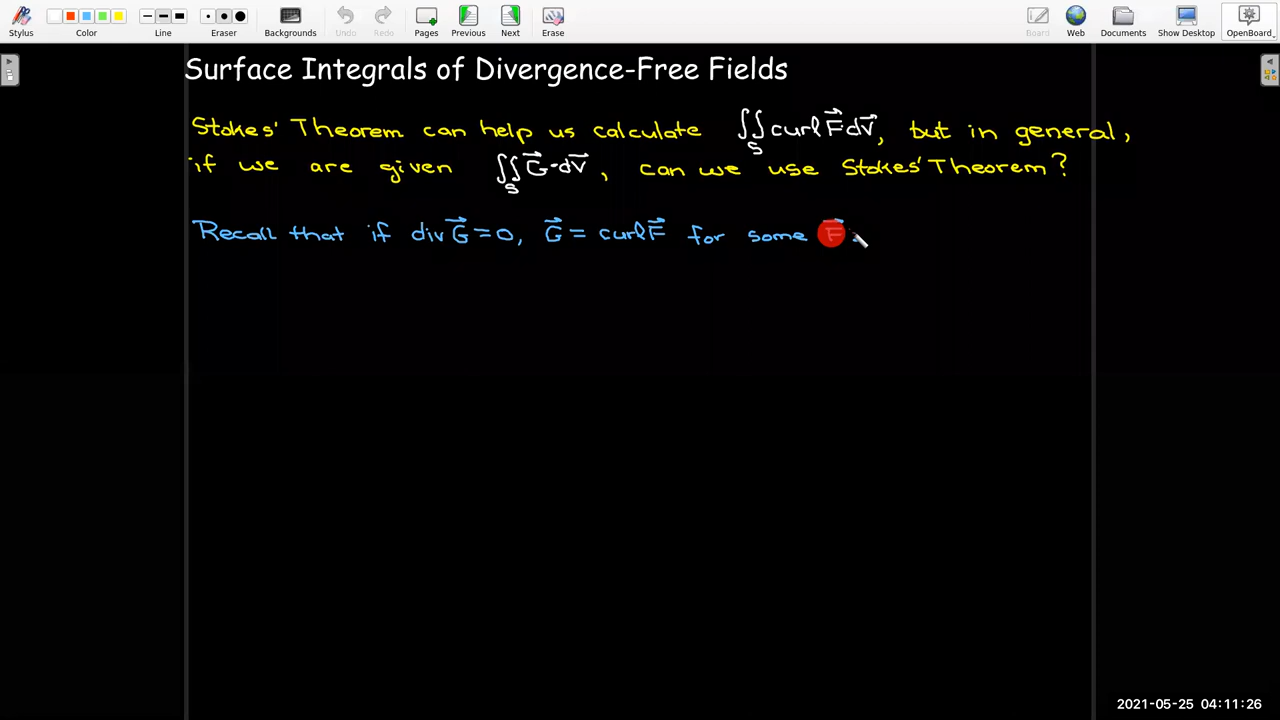 Stylus
Color
Line
Eraser
Backgrounds
Undo
Redo
Pages
Previous
Next
Erase
Board
Web
Documents
Show Desktop
OpenBoard
Surface Integrals of Divergence-Free Fields
Stokes' Theorem can help us calculate ∬_S curl F⃗ dV⃗, but in general,
if we are given ∬_S G⃗·dV⃗, can we use Stokes' Theorem?
Recall that if div G⃗ = 0, G⃗ = curl F⃗ for some F⃗
2021-05-25 04:11:26